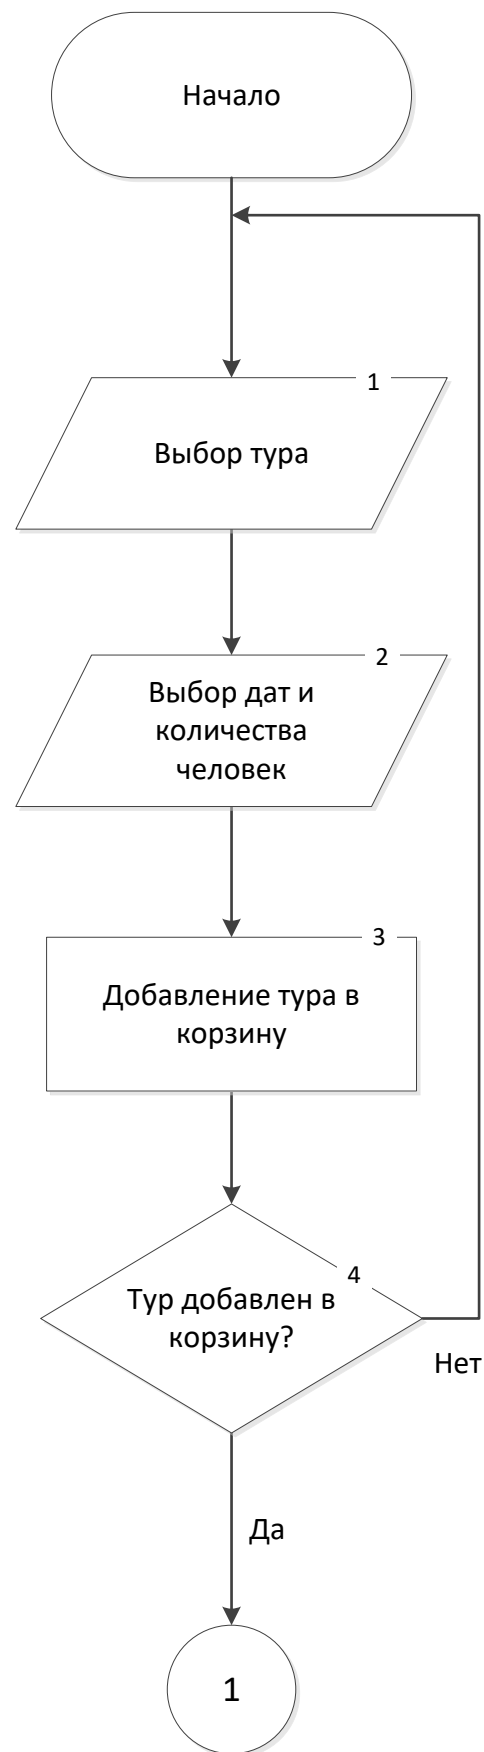 Начало
1
Выбор тура
2
Выбор дат и
количества
человек
3
Добавление тура в
корзину
4
Тур добавлен в
корзину?
Нет
Да
1